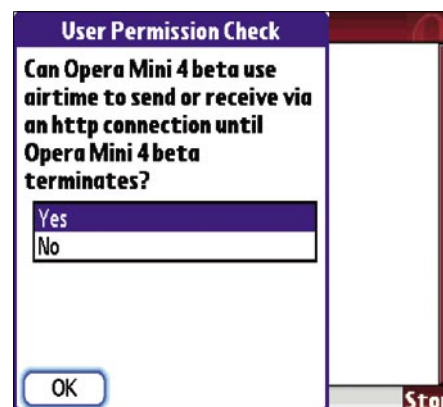 User Permission Check
Can Opera Mini 4 beta use
airtime to send or receive via
an http connection until
Opera Mini 4 beta
terminates?
Yes
No
OK
Sto